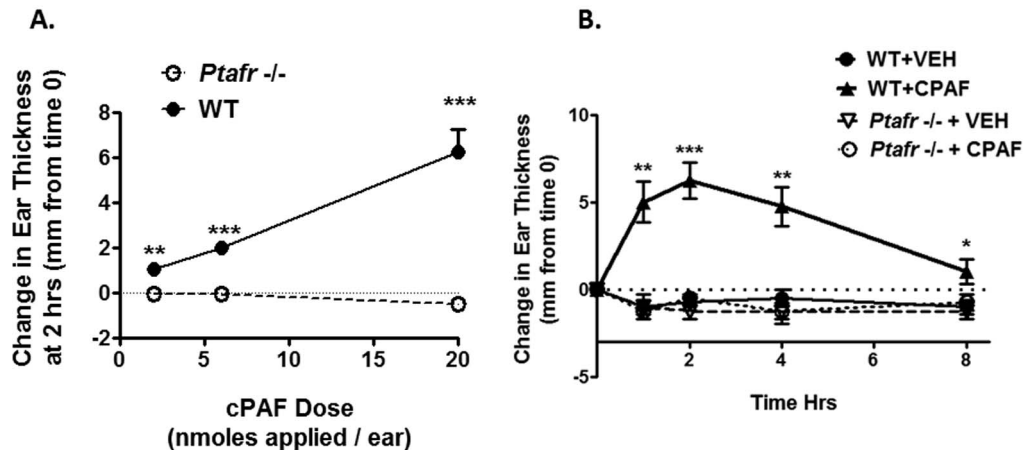 A.
Ptafr -/-
WT
***
***
**
8
6
4
2
0
-2
0
5
10
15
20
Change in Ear Thickness
at 2 hrs (mm from time 0)
cPAF Dose
(nmoles applied / ear)
B.
WT+VEH
WT+CPAF
Ptafr -/- + VEH
Ptafr -/- + CPAF
**
***
**
*
10
5
0
-5
2
4
6
8
Change in Ear Thickness
(mm from time 0)
Time Hrs